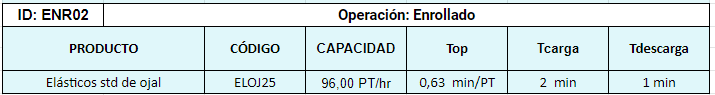 ID: ENR02 Operación: Enrollado
PRODUCTO CÓDIGO CAPACIDAD Top Tcarga Tdescarga
Elásticos std de ojal ELOJ25 96,00 PT/hr 0,63 min/PT 2 min 1 min